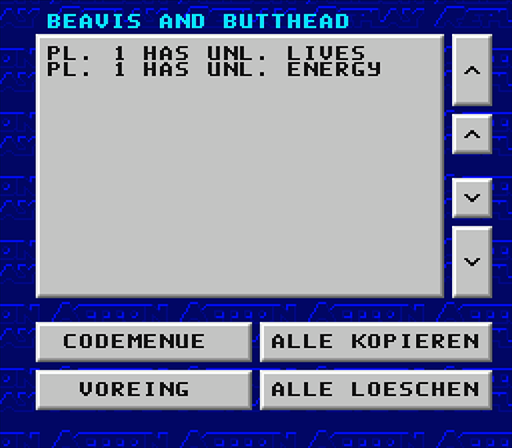 BEAVIS AND BUTTHEAD
PL. 1 HAS UNL. LIVES
PL. 1 HAS UNL. ENERGY
CODEMENUE
ALLE KOPIEREN
VOREING
ALLE LOESCHEN